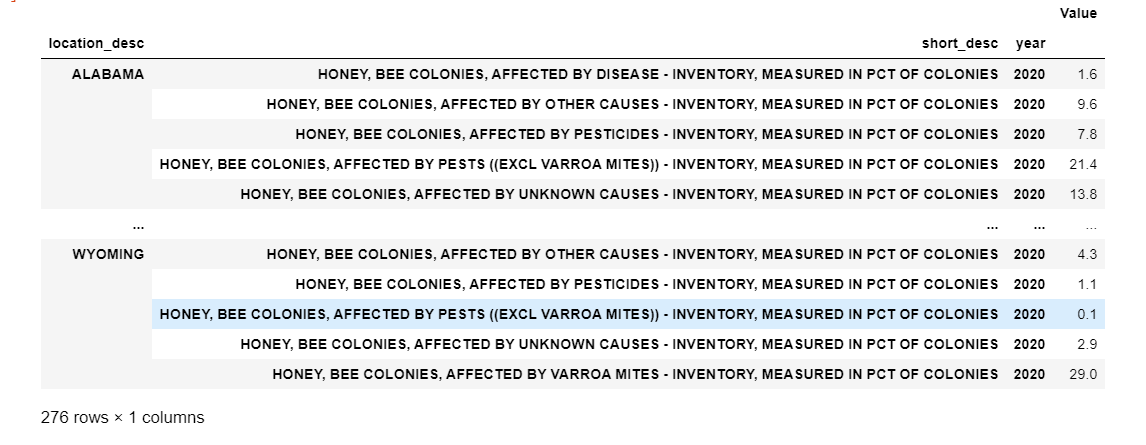 Value
location_desc short_desc year
ALABAMA HONEY, BEE COLONIES, AFFECTED BY DISEASE - INVENTORY, MEASURED IN PCT OF COLONIES 2020 1.6
HONEY, BEE COLONIES, AFFECTED BY OTHER CAUSES - INVENTORY, MEASURED IN PCT OF COLONIES 2020 9.6
HONEY, BEE COLONIES, AFFECTED BY PESTICIDES - INVENTORY, MEASURED IN PCT OF COLONIES 2020 7.8
HONEY, BEE COLONIES, AFFECTED BY PESTS ((EXCL VARROA MITES)) - INVENTORY, MEASURED IN PCT OF COLONIES 2020 21.4
HONEY, BEE COLONIES, AFFECTED BY UNKNOWN CAUSES - INVENTORY, MEASURED IN PCT OF COLONIES 2020 13.8
... ... ... ...
WYOMING HONEY, BEE COLONIES, AFFECTED BY OTHER CAUSES - INVENTORY, MEASURED IN PCT OF COLONIES 2020 4.3
HONEY, BEE COLONIES, AFFECTED BY PESTICIDES - INVENTORY, MEASURED IN PCT OF COLONIES 2020 1.1
HONEY, BEE COLONIES, AFFECTED BY PESTS ((EXCL VARROA MITES)) - INVENTORY, MEASURED IN PCT OF COLONIES 2020 0.1
HONEY, BEE COLONIES, AFFECTED BY UNKNOWN CAUSES - INVENTORY, MEASURED IN PCT OF COLONIES 2020 2.9
HONEY, BEE COLONIES, AFFECTED BY VARROA MITES - INVENTORY, MEASURED IN PCT OF COLONIES 2020 29.0
276 rows × 1 columns